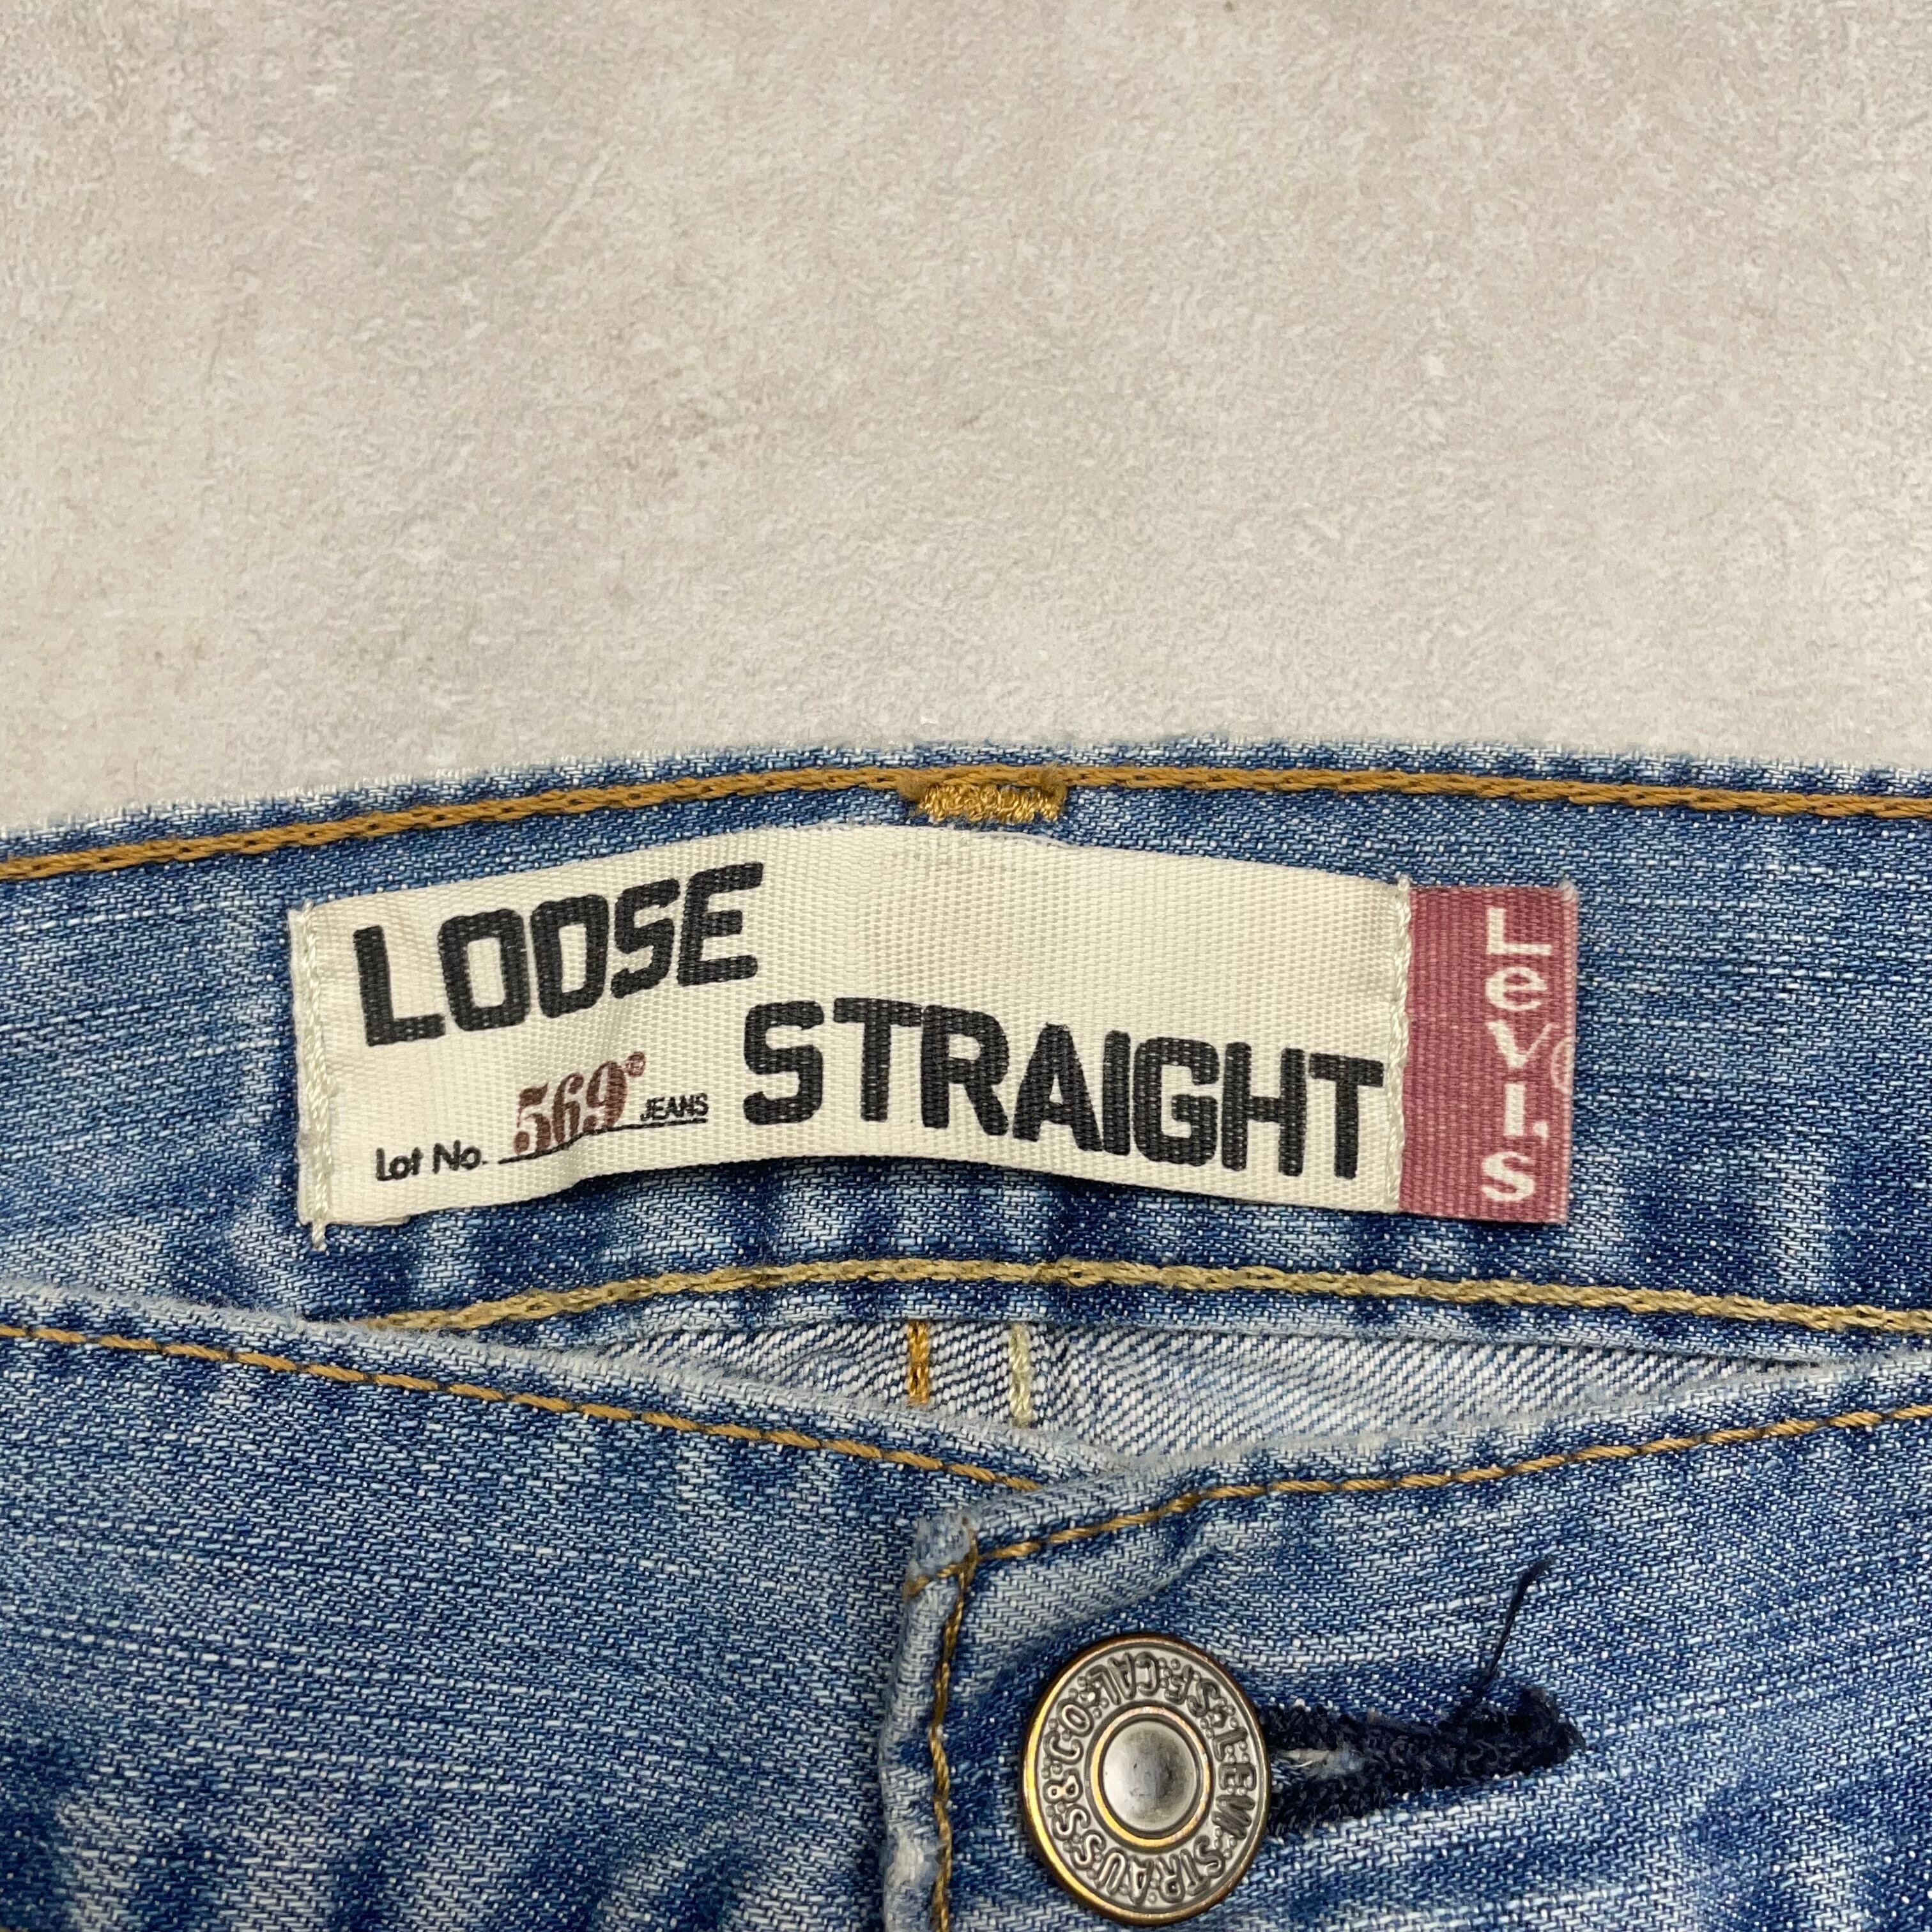 LOOSE
STRAIGHT
Lot No. 569® JEANS
Levi's
LEVI STRAUSS & CO. S.F. CAL.